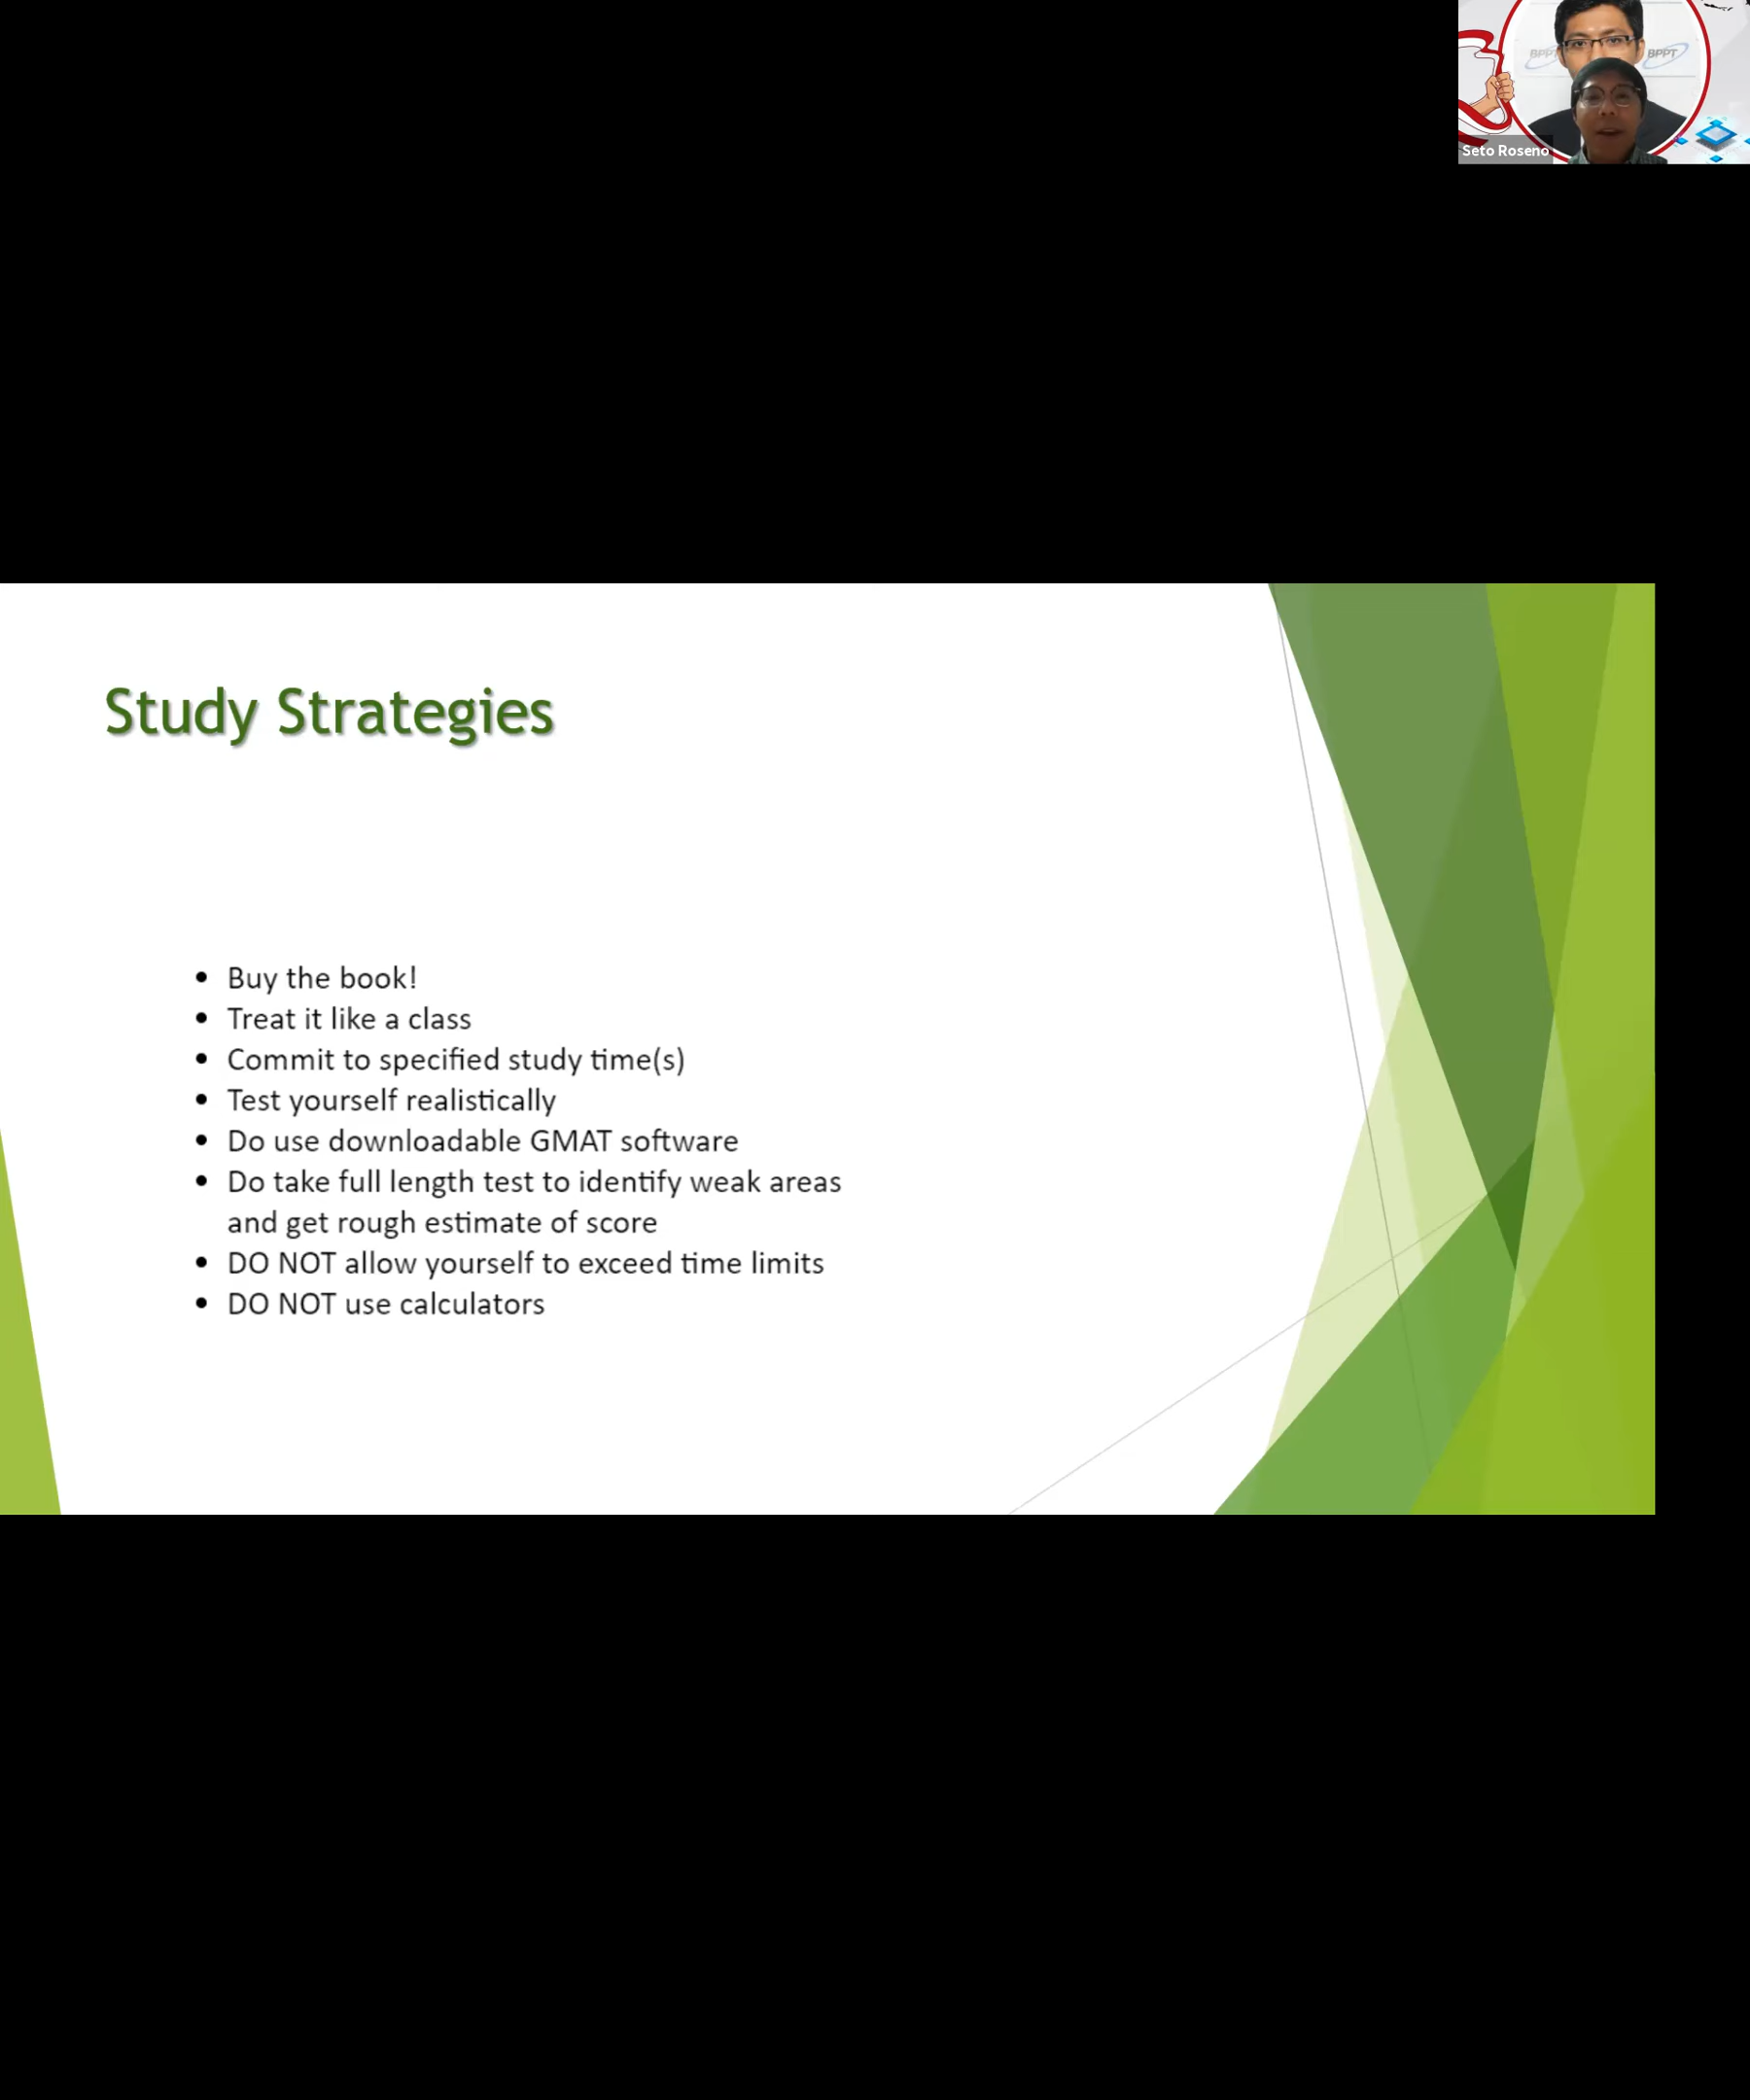 BPPT
BPPT
Seto Roseno
Study Strategies
• Buy the book!
• Treat it like a class
• Commit to specified study time(s)
• Test yourself realistically
• Do use downloadable GMAT software
• Do take full length test to identify weak areas
and get rough estimate of score
• DO NOT allow yourself to exceed time limits
• DO NOT use calculators